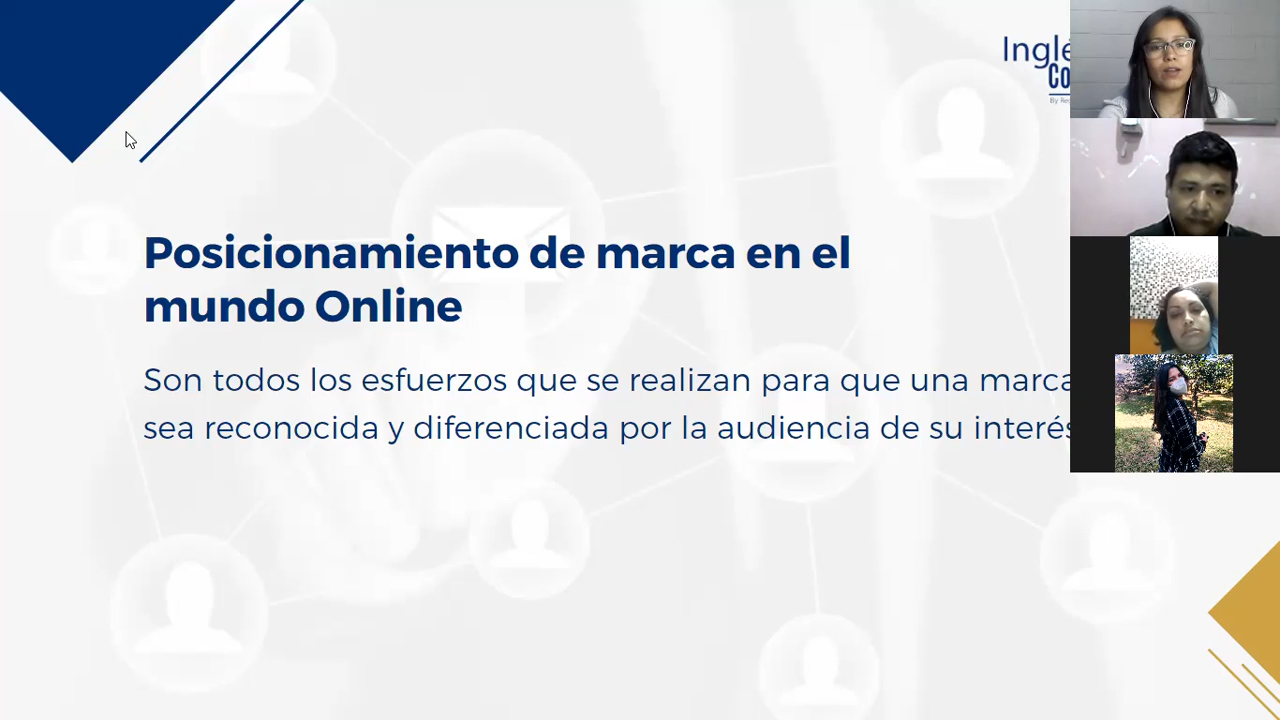 Posicionamiento de marca en el
mundo Online
Son todos los esfuerzos que se realizan para que una marca
sea reconocida y diferenciada por la audiencia de su interés